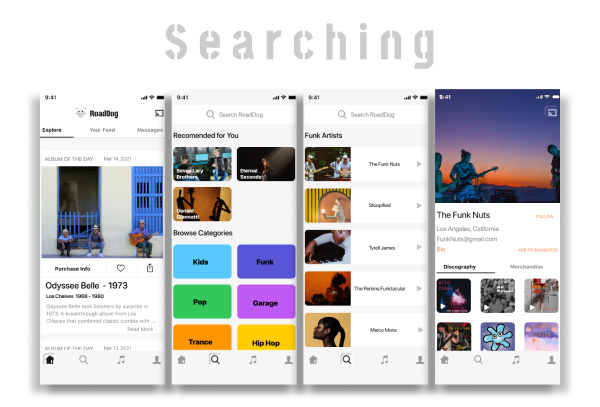 Searching
9:41
RoadDog
Explore
Your Feed
Messages
ALBUM OF THE DAY
Mar 14, 2021
Purchase Info
Odyssee Belle - 1973
Los Cheives 1968 - 1980
Odyssee Belle took listeners by surprise in
1973. A breakthrough album from Los
Chieves that combined classic cumbie with ...
Read More
ALBUM OF THE DAY
Mar 13, 2021
9:41
Search RoadDog
Recomended for You
Seven Lary
Brothers
Eternal
Seconds
Donald
Giannatti
Browse Categories
Kids
Funk
Pop
Garage
Trance
Hip Hop
9:41
Search RoadDog
Funk Artists
The Funk Nuts
Stoopified
Tyrell James
The Perkins Funktacular
Marco Mons
9:41
The Funk Nuts
FOLLOW
Los Angeles, California
FunkNuts@gmail.com
Bio
ADD TO SUGGESTED
Discography
Merchandise